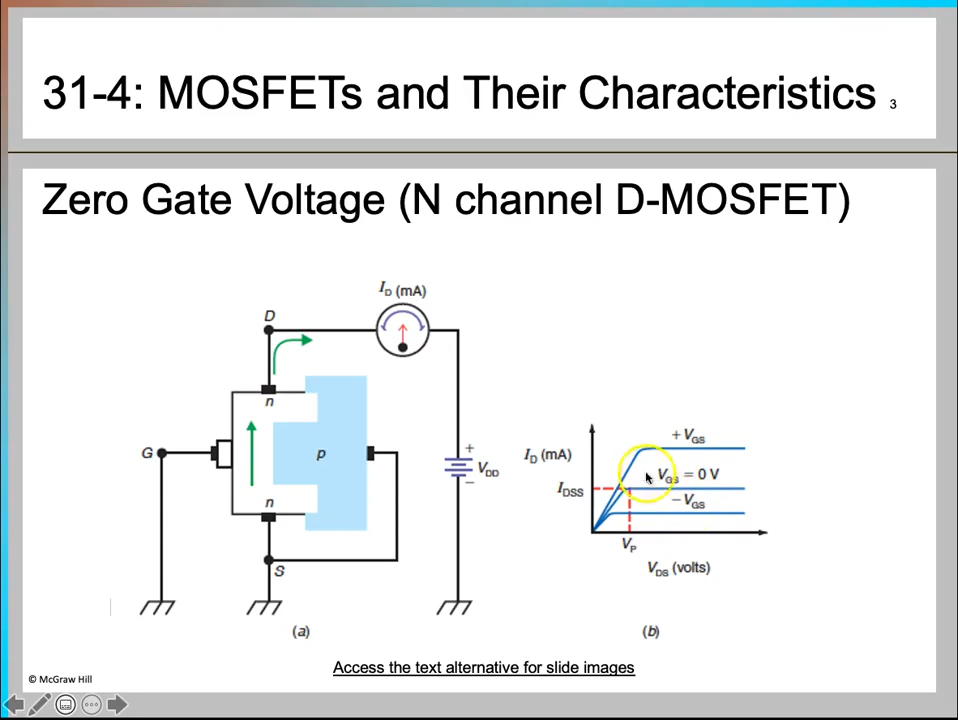 31-4: MOSFETs and Their Characteristics 3
Zero Gate Voltage (N channel D-MOSFET)
I_D (mA)
D
n
G
p
n
S
+
V_DD
−
(a)
I_D (mA)
+V_GS
V_GS = 0 V
I_DSS
−V_GS
V_P
V_DS (volts)
(b)
Access the text alternative for slide images
© McGraw Hill